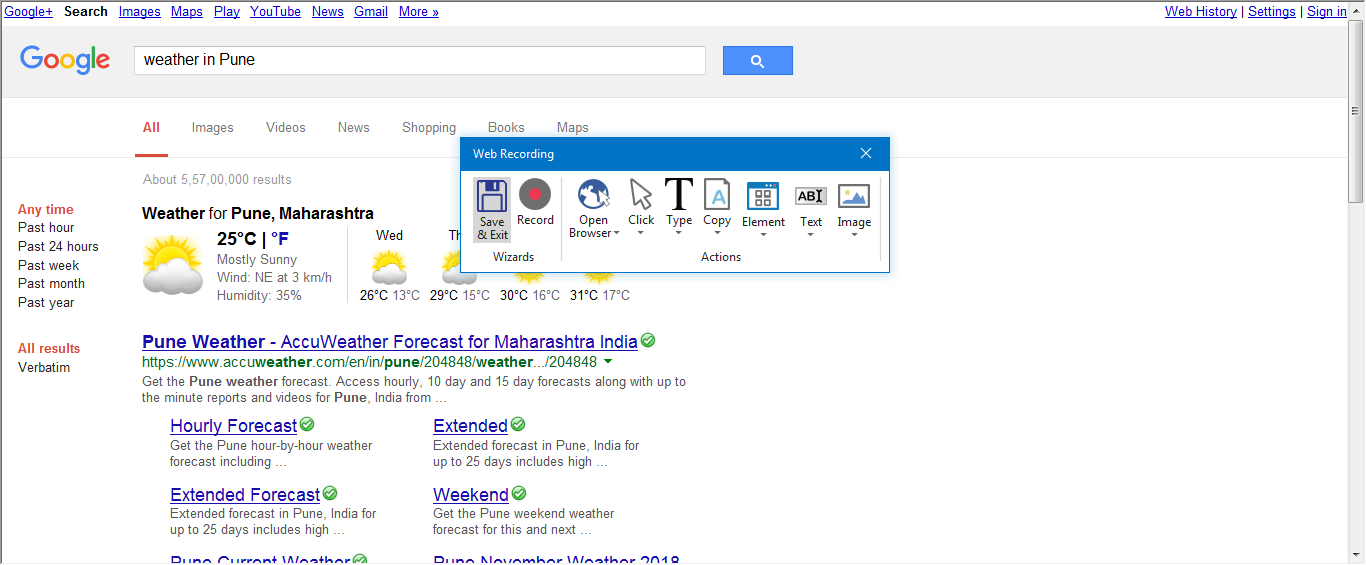 Google+ Search Images Maps Play YouTube News Gmail More »
Web History | Settings | Sign in
Google
weather in Pune
All Images Videos News Shopping Books Maps
Web Recording
Save & Exit
Record
Open Browser
Click
Type
Copy
Element
ABI Text
Image
Wizards
Actions
About 5,57,00,000 results
Any time
Past hour
Past 24 hours
Past week
Past month
Past year
All results
Verbatim
Weather for Pune, Maharashtra
25°C | °F
Mostly Sunny
Wind: NE at 3 km/h
Humidity: 35%
Wed
26°C 13°C 29°C 15°C 30°C 16°C 31°C 17°C
Pune Weather - AccuWeather Forecast for Maharashtra India
https://www.accuweather.com/en/in/pune/204848/weather.../204848
Get the Pune weather forecast. Access hourly, 10 day and 15 day forecasts along with up to
the minute reports and videos for Pune, India from ...
Hourly Forecast
Get the Pune hour-by-hour weather
forecast including ...
Extended
Extended forecast in Pune, India for
up to 25 days includes high ...
Extended Forecast
Extended forecast in Pune, India for
up to 25 days includes high ...
Weekend
Get the Pune weekend weather
forecast for this and next ...
Pune Current Weather
Pune November Weather 2018